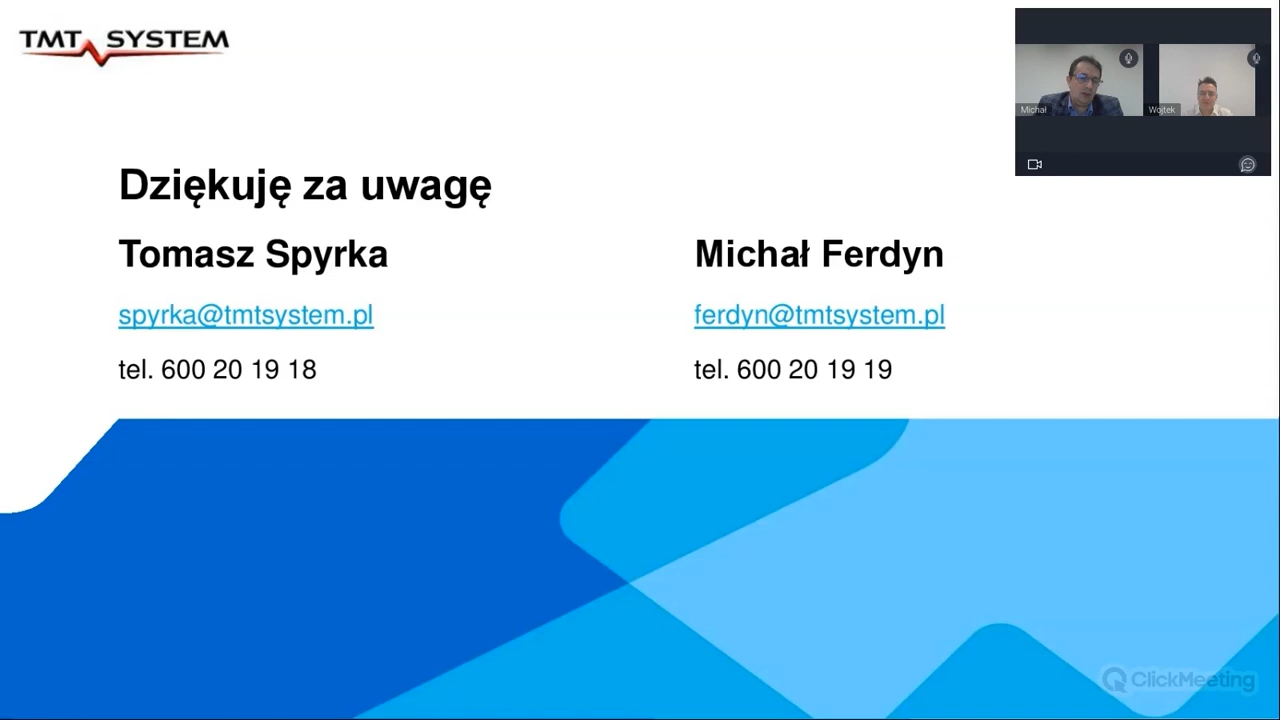 TMT SYSTEM
Michał
Wojtek
Dziękuję za uwagę
Tomasz Spyrka
Michał Ferdyn
spyrka@tmtsystem.pl
ferdyn@tmtsystem.pl
tel. 600 20 19 18
tel. 600 20 19 19
ClickMeeting